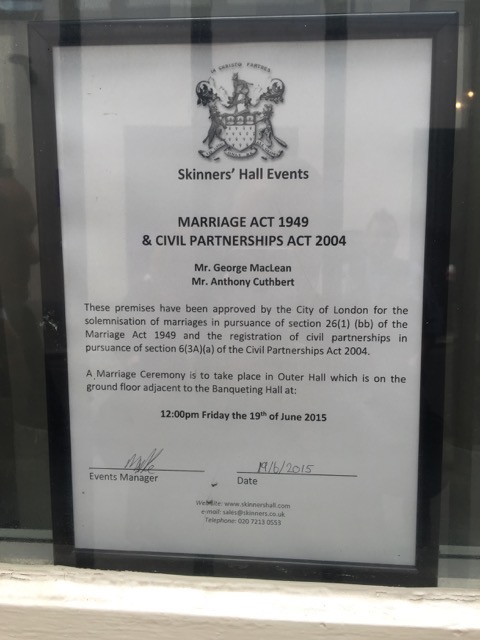 Skinners' Hall Events
MARRIAGE ACT 1949
& CIVIL PARTNERSHIPS ACT 2004
Mr. George MacLean
Mr. Anthony Cuthbert
These premises have been approved by the City of London for the
solemnisation of marriages in pursuance of section 26(1) (bb) of the
Marriage Act 1949 and the registration of civil partnerships in
pursuance of section 6(3A)(a) of the Civil Partnerships Act 2004.
A Marriage Ceremony is to take place in Outer Hall which is on the
ground floor adjacent to the Banqueting Hall at:
12:00pm Friday the 19th of June 2015
19/6/2015
Events Manager Date
Website: www.skinnershall.com
e-mail: sales@skinners.co.uk
Telephone: 020 7213 0553